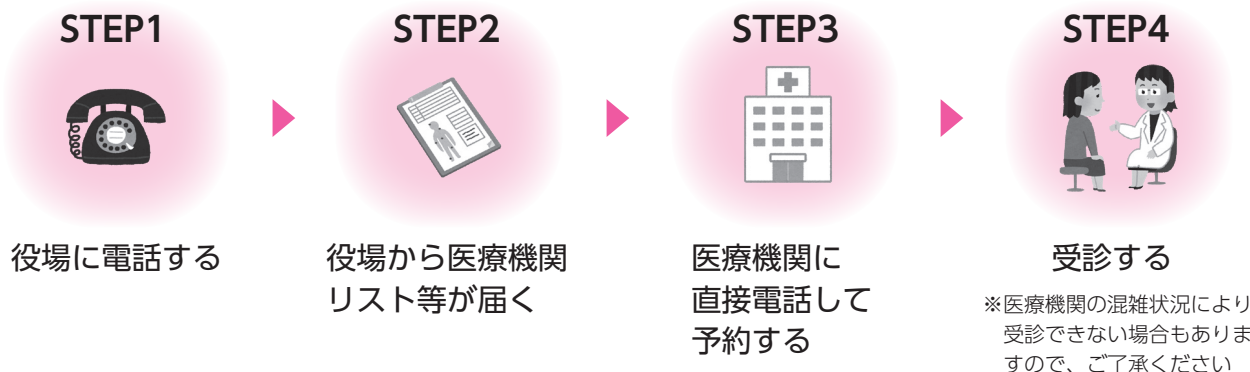 STEP1
役場に電話する
STEP2
役場から医療機関
リスト等が届く
STEP3
医療機関に
直接電話して
予約する
STEP4
受診する
※医療機関の混雑状況により
受診できない場合もありま
すので、ご了承ください